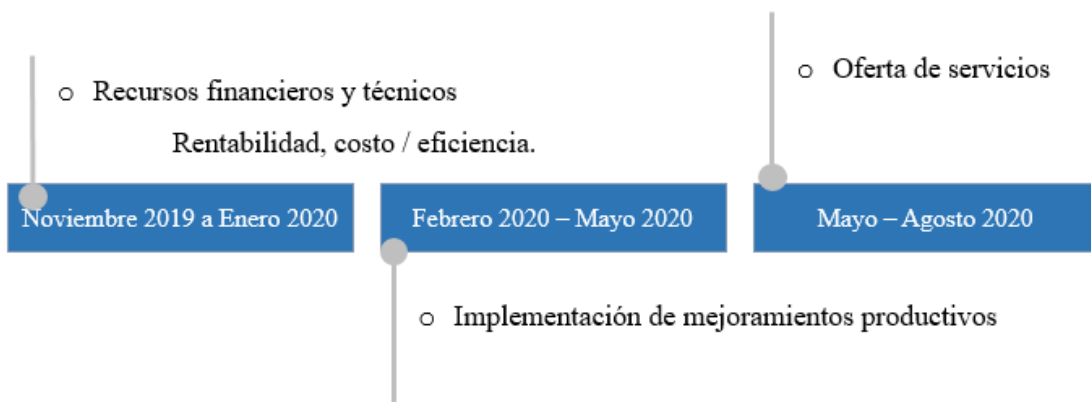 o Recursos financieros y técnicos
Rentabilidad, costo / eficiencia.
o Oferta de servicios
Noviembre 2019 a Enero 2020
Febrero 2020 – Mayo 2020
Mayo – Agosto 2020
o Implementación de mejoramientos productivos